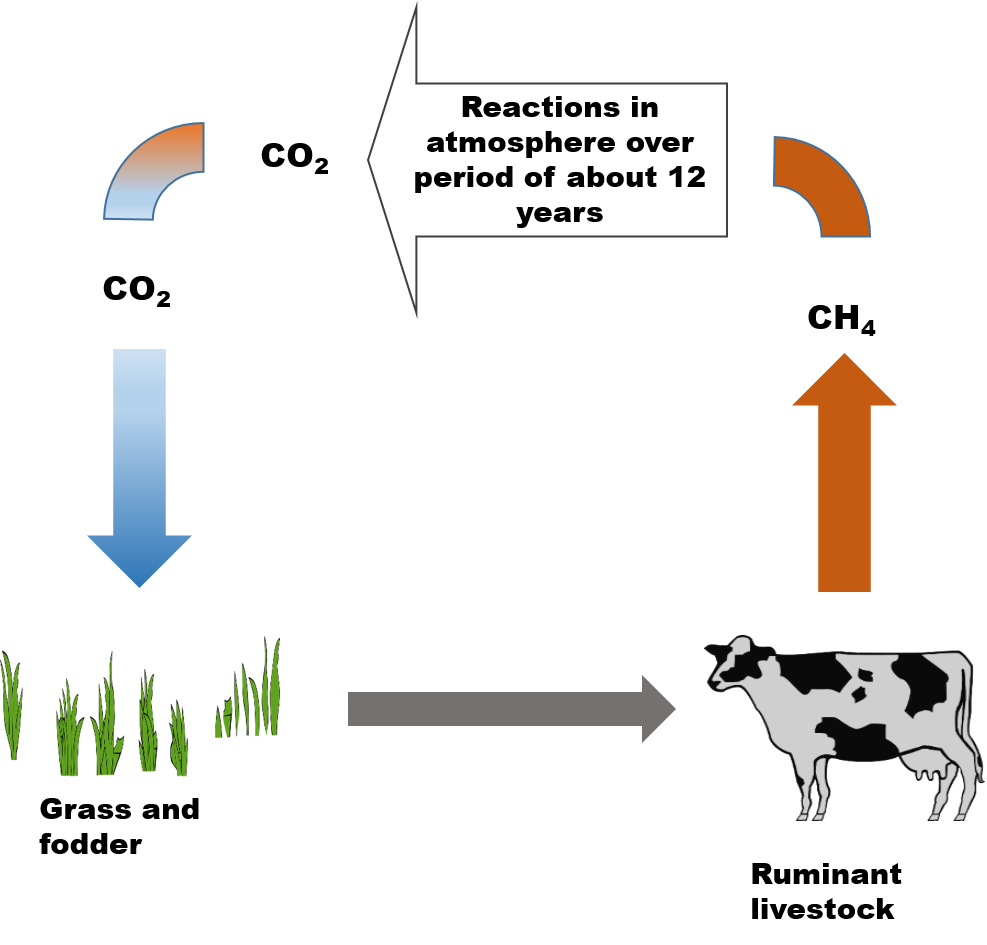 Reactions in
atmosphere over
period of about 12
years
CO₂
CO₂
CH₄
Grass and
fodder
Ruminant
livestock